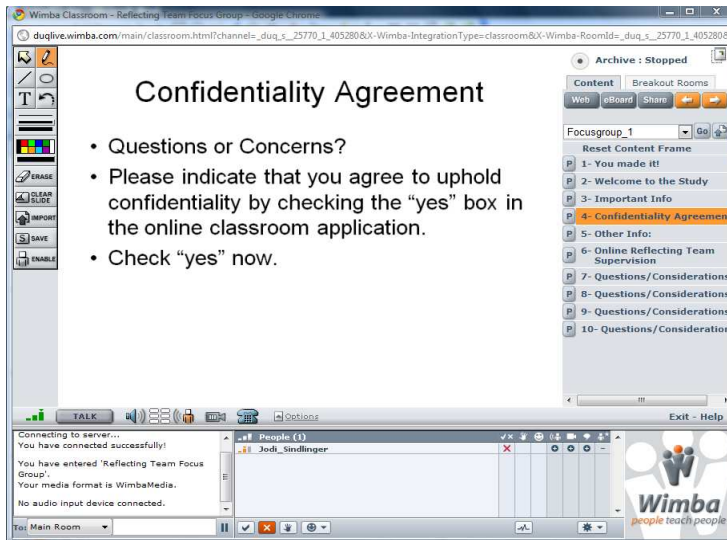 Wimba Classroom - Reflecting Team Focus Group - Google Chrome
duqlive.wimba.com/main/classroom.html?channel=_duq_s__25770_1_405280&X-Wimba-IntegrationType=classroom&X-Wimba-RoomId=_duq_s__25770_1_405280&
Archive : Stopped
Content Breakout Rooms
Web eBoard Share
Focusgroup_1 Go
Reset Content Frame
P 1- You made it!
P 2- Welcome to the Study
P 3- Important Info
P 4- Confidentiality Agreemen
P 5- Other Info:
P 6- Online Reflecting Team
Supervision
P 7- Questions/Considerations
P 8- Questions/Considerations
P 9- Questions/Considerations
P 10- Questions/Consideratio
T
ERASE
CLEAR
SLIDE
IMPORT
S SAVE
ENABLE
Confidentiality Agreement
• Questions or Concerns?
• Please indicate that you agree to uphold
confidentiality by checking the “yes” box in
the online classroom application.
• Check “yes” now.
TALK Options Exit - Help
Connecting to server...
You have connected successfully!
You have entered 'Reflecting Team Focus
Group'.
Your media format is WimbaMedia.
No audio input device connected.
To: Main Room
People (1)
Jodi_Sindlinger
Wimba
people teach people